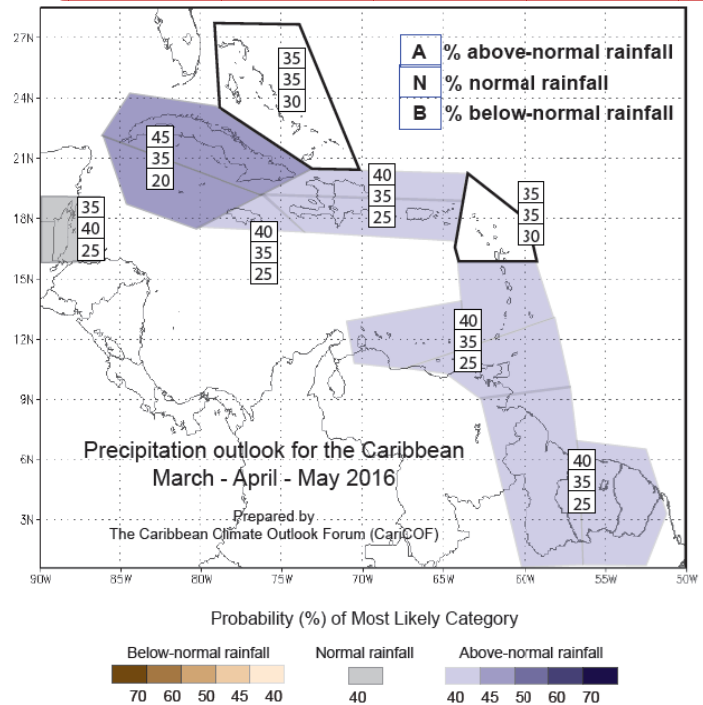 27N
24N
21N
18N
15N
12N
9N
6N
3N
A % above-normal rainfall
N % normal rainfall
B % below-normal rainfall
35
35
30
45
35
20
40
35
25
35
35
30
35
40
25
40
35
25
40
35
25
40
35
25
Precipitation outlook for the Caribbean
March - April - May 2016
Prepared by
The Caribbean Climate Outlook Forum (CariCOF)
90W 85W 80W 75W 70W 65W 60W 55W 50W
Probability (%) of Most Likely Category
Below-normal rainfall Normal rainfall Above-normal rainfall
70 60 50 45 40 40 40 45 50 60 70